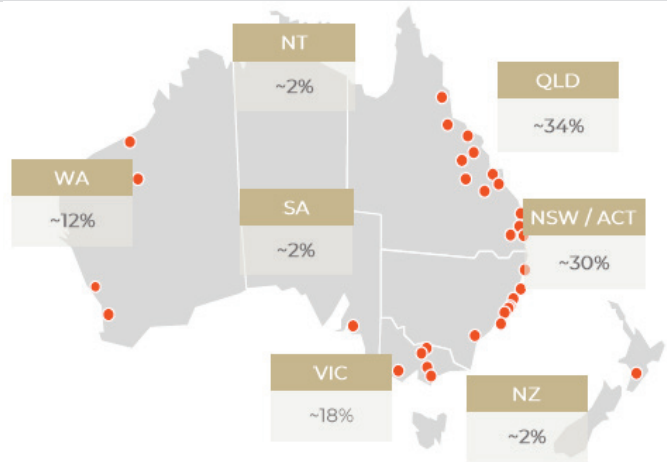 NT
~2%
QLD
~34%
WA
~12%
SA
~2%
NSW / ACT
~30%
VIC
~18%
NZ
~2%